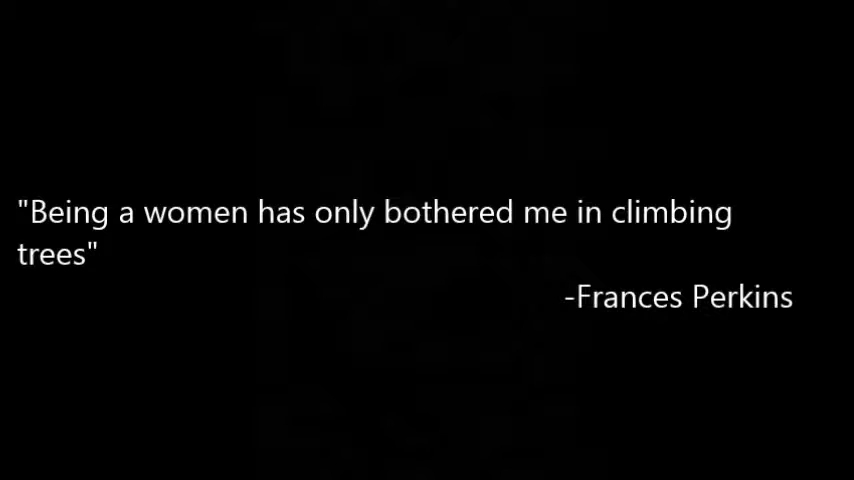 "Being a women has only bothered me in climbing
trees"
-Frances Perkins